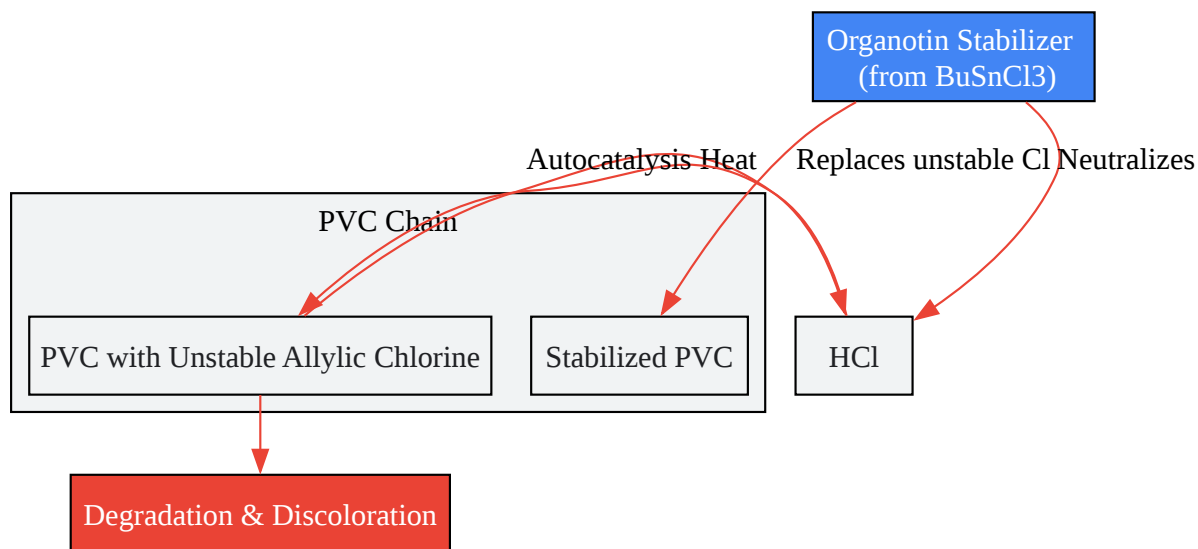 Organotin Stabilizer
(from BuSnCl3)
Autocatalysis Heat
Replaces unstable Cl Neutralizes
PVC Chain
PVC with Unstable Allylic Chlorine
Stabilized PVC
HCl
Degradation & Discoloration